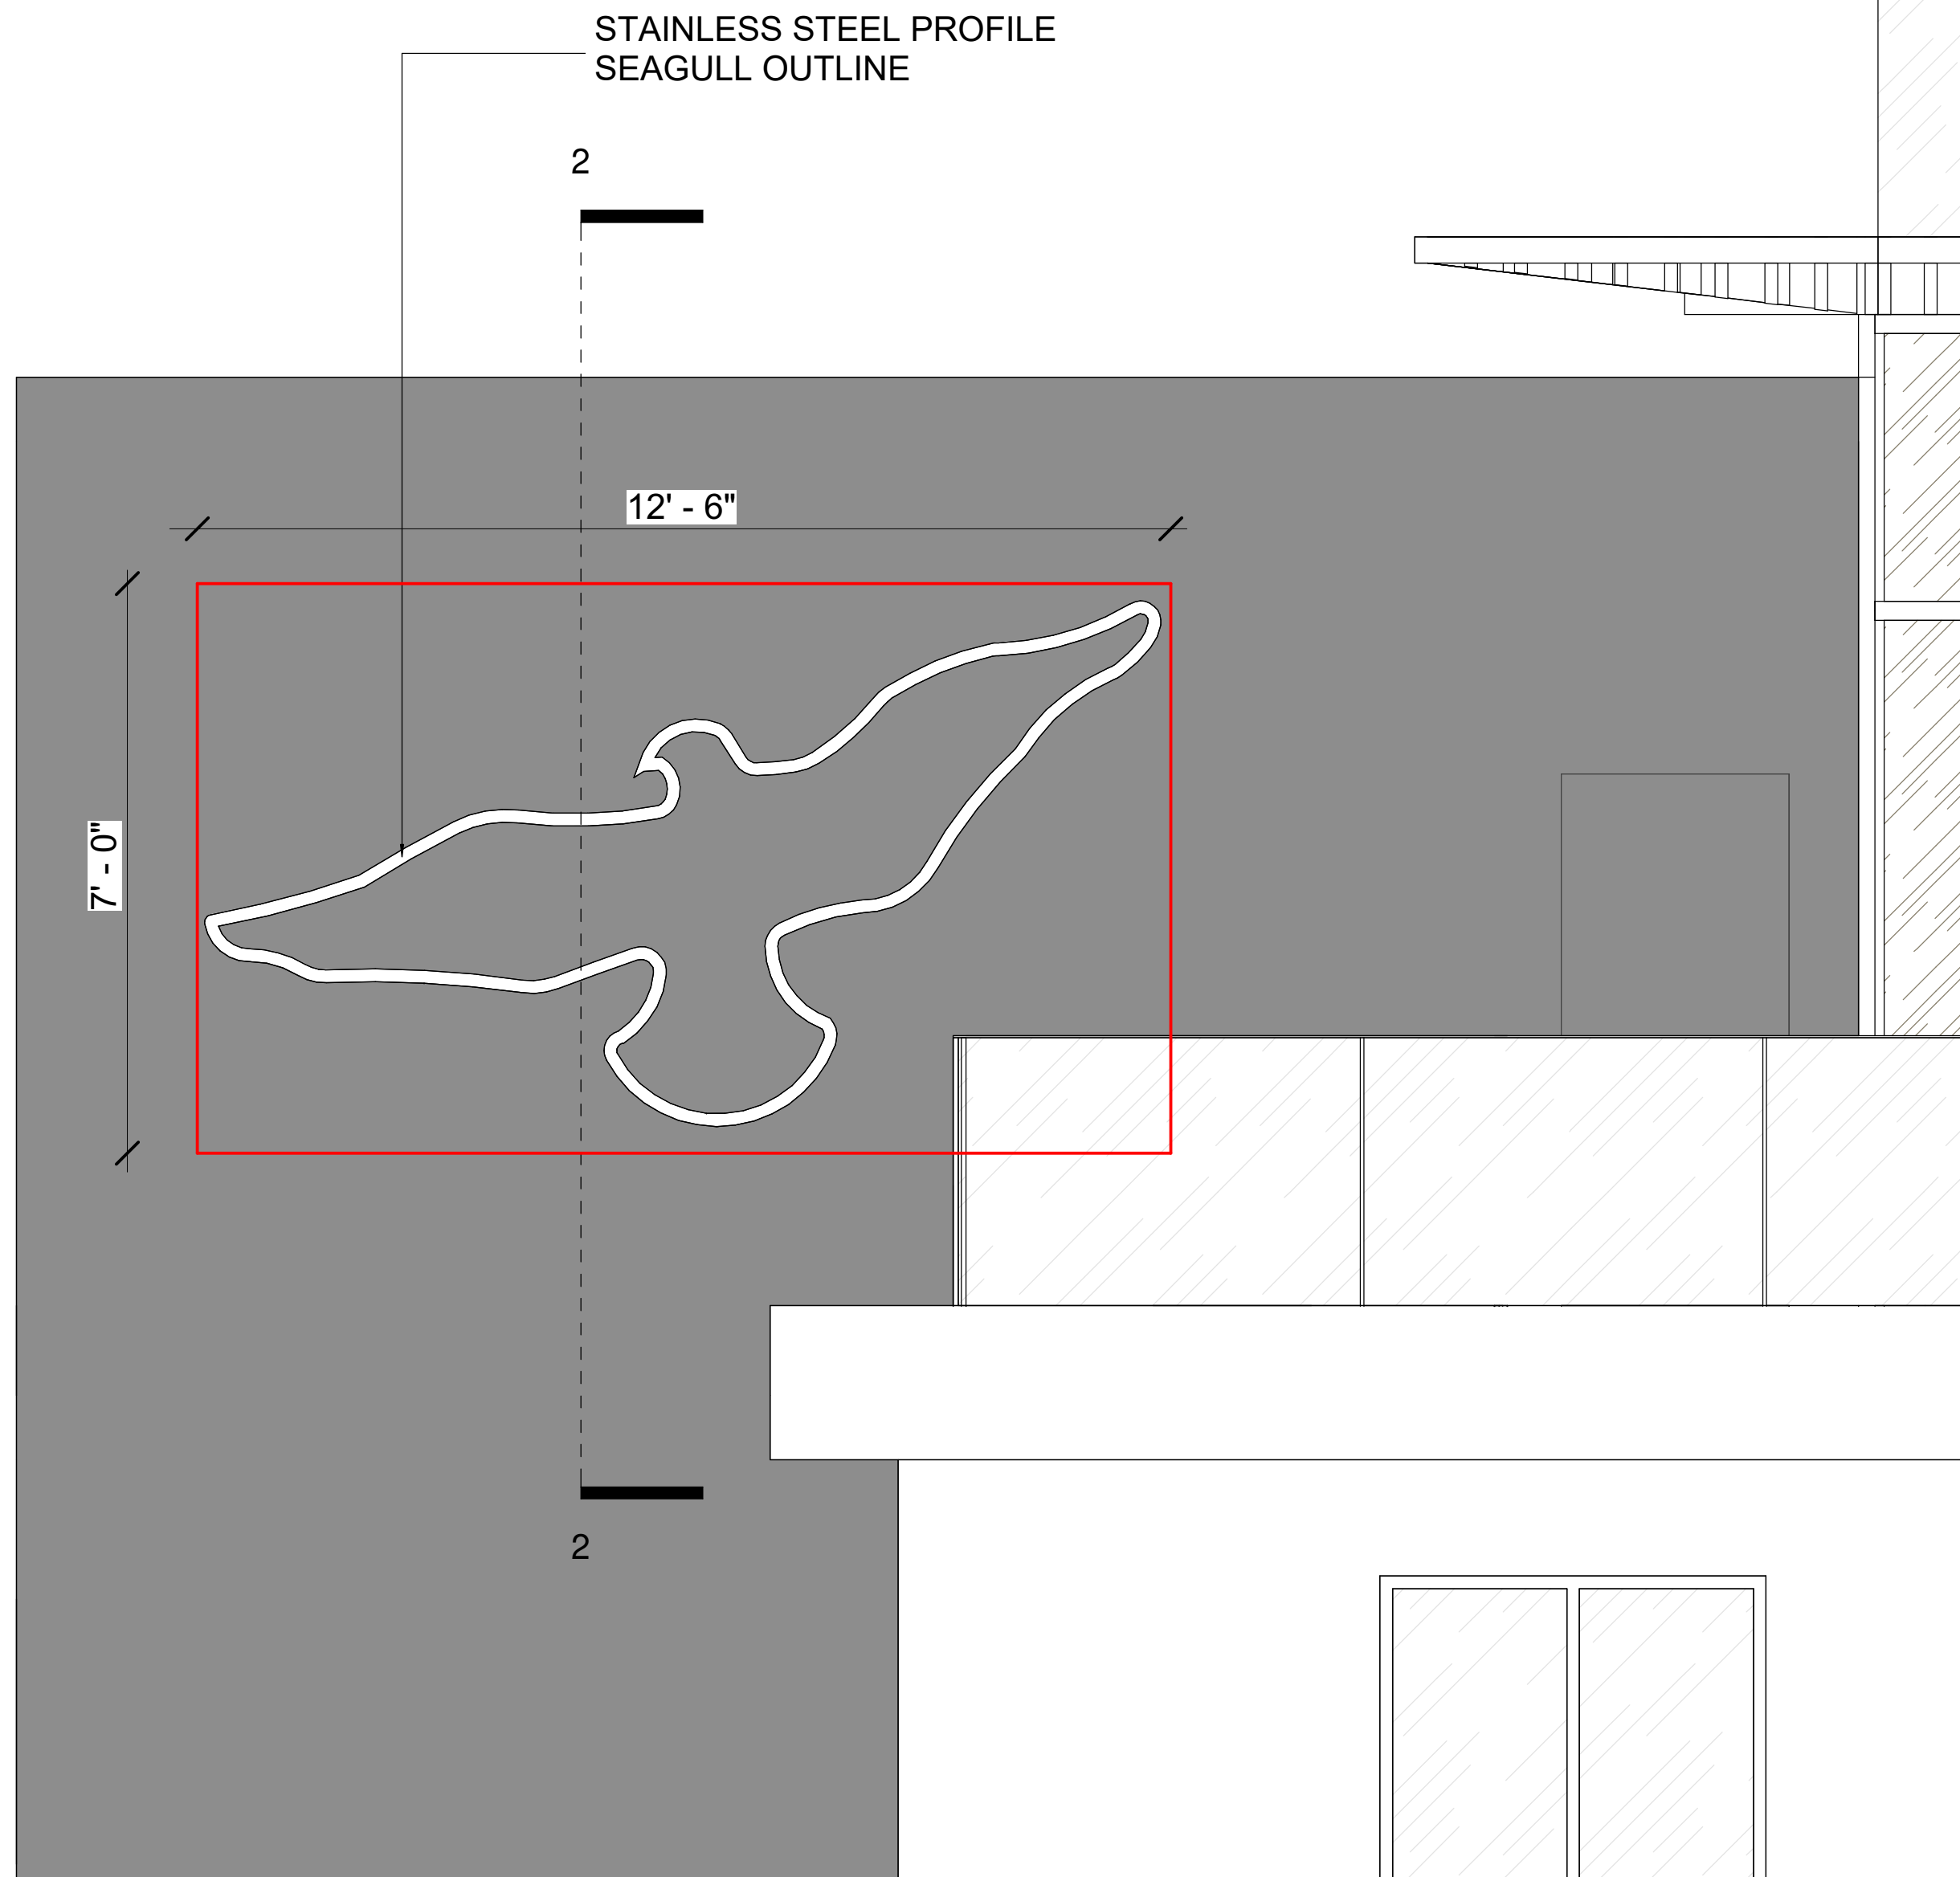 STAINLESS STEEL PROFILE
SEAGULL OUTLINE
2
12' - 6"
7' - 0"
2